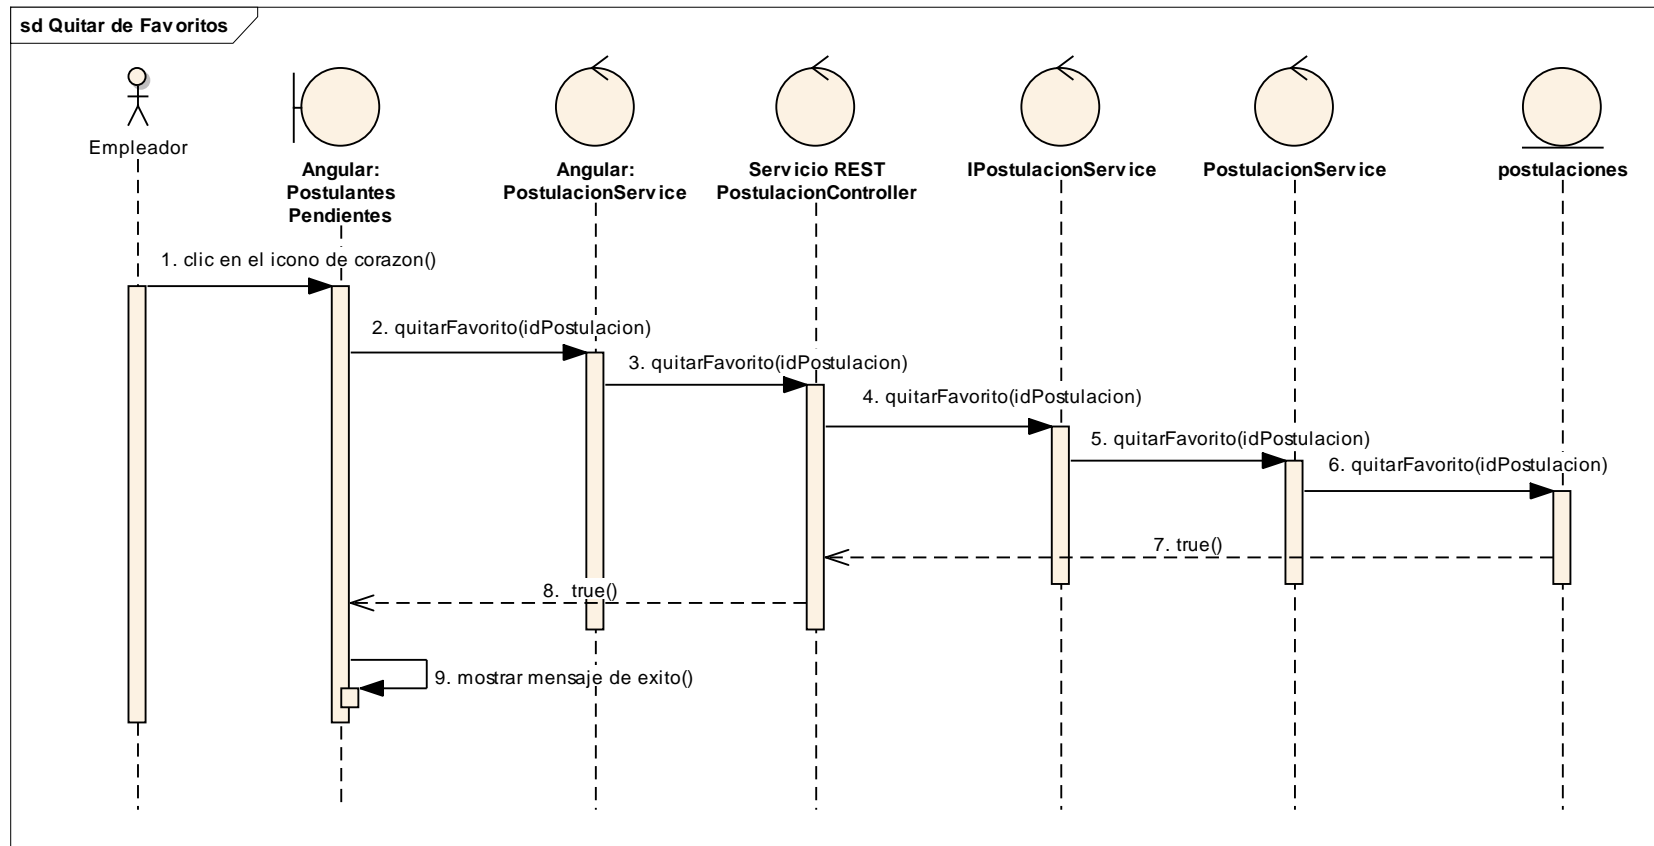 sd Quitar de Favoritos
Empleador
Angular:
Postulantes
Pendientes
Angular:
PostulacionService
Servicio REST
PostulacionController
IPostulacionService
PostulacionService
postulaciones
1. clic en el icono de corazon()
2. quitarFavorito(idPostulacion)
3. quitarFavorito(idPostulacion)
4. quitarFavorito(idPostulacion)
5. quitarFavorito(idPostulacion)
6. quitarFavorito(idPostulacion)
7. true()
8. true()
9. mostrar mensaje de exito()